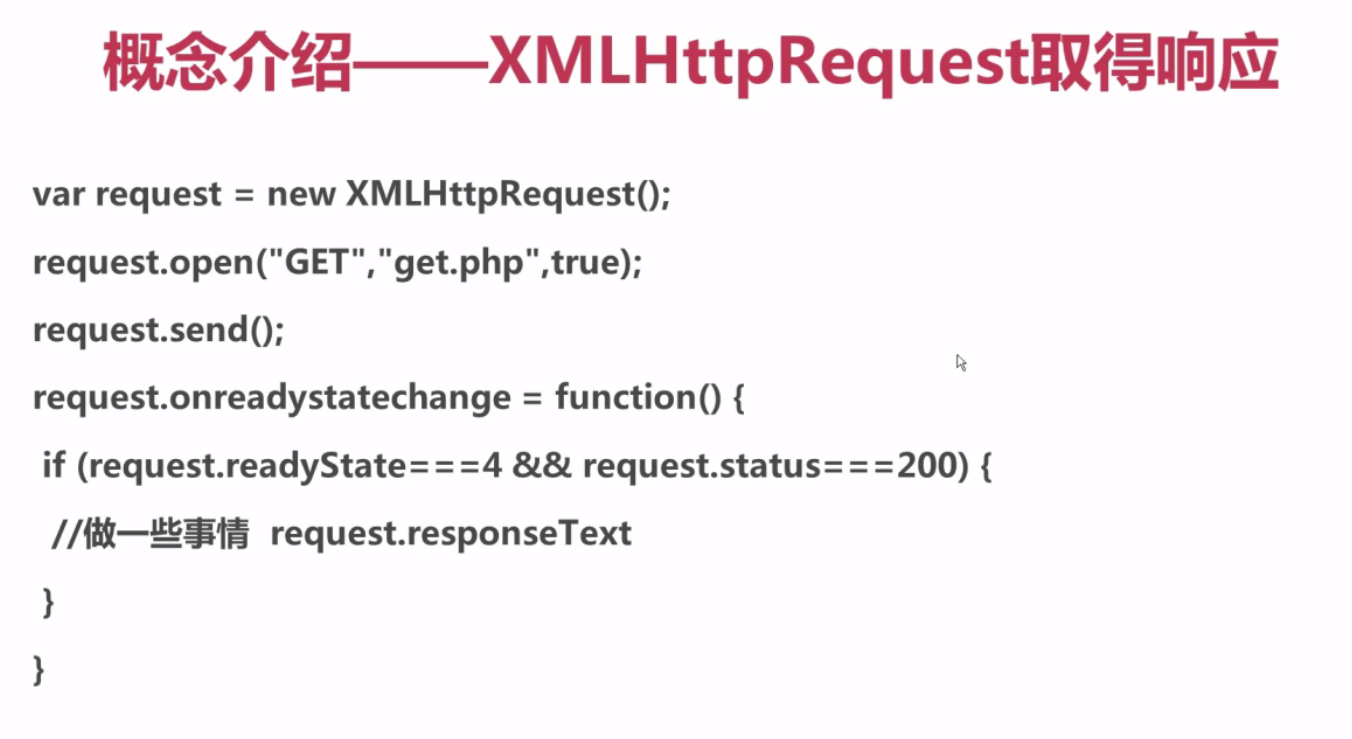 概念介绍——XMLHttpRequest取得响应
var request = new XMLHttpRequest();
request.open("GET","get.php",true);
request.send();
request.onreadystatechange = function() {
if (request.readyState===4 && request.status===200) {
//做一些事情 request.responseText
}
}